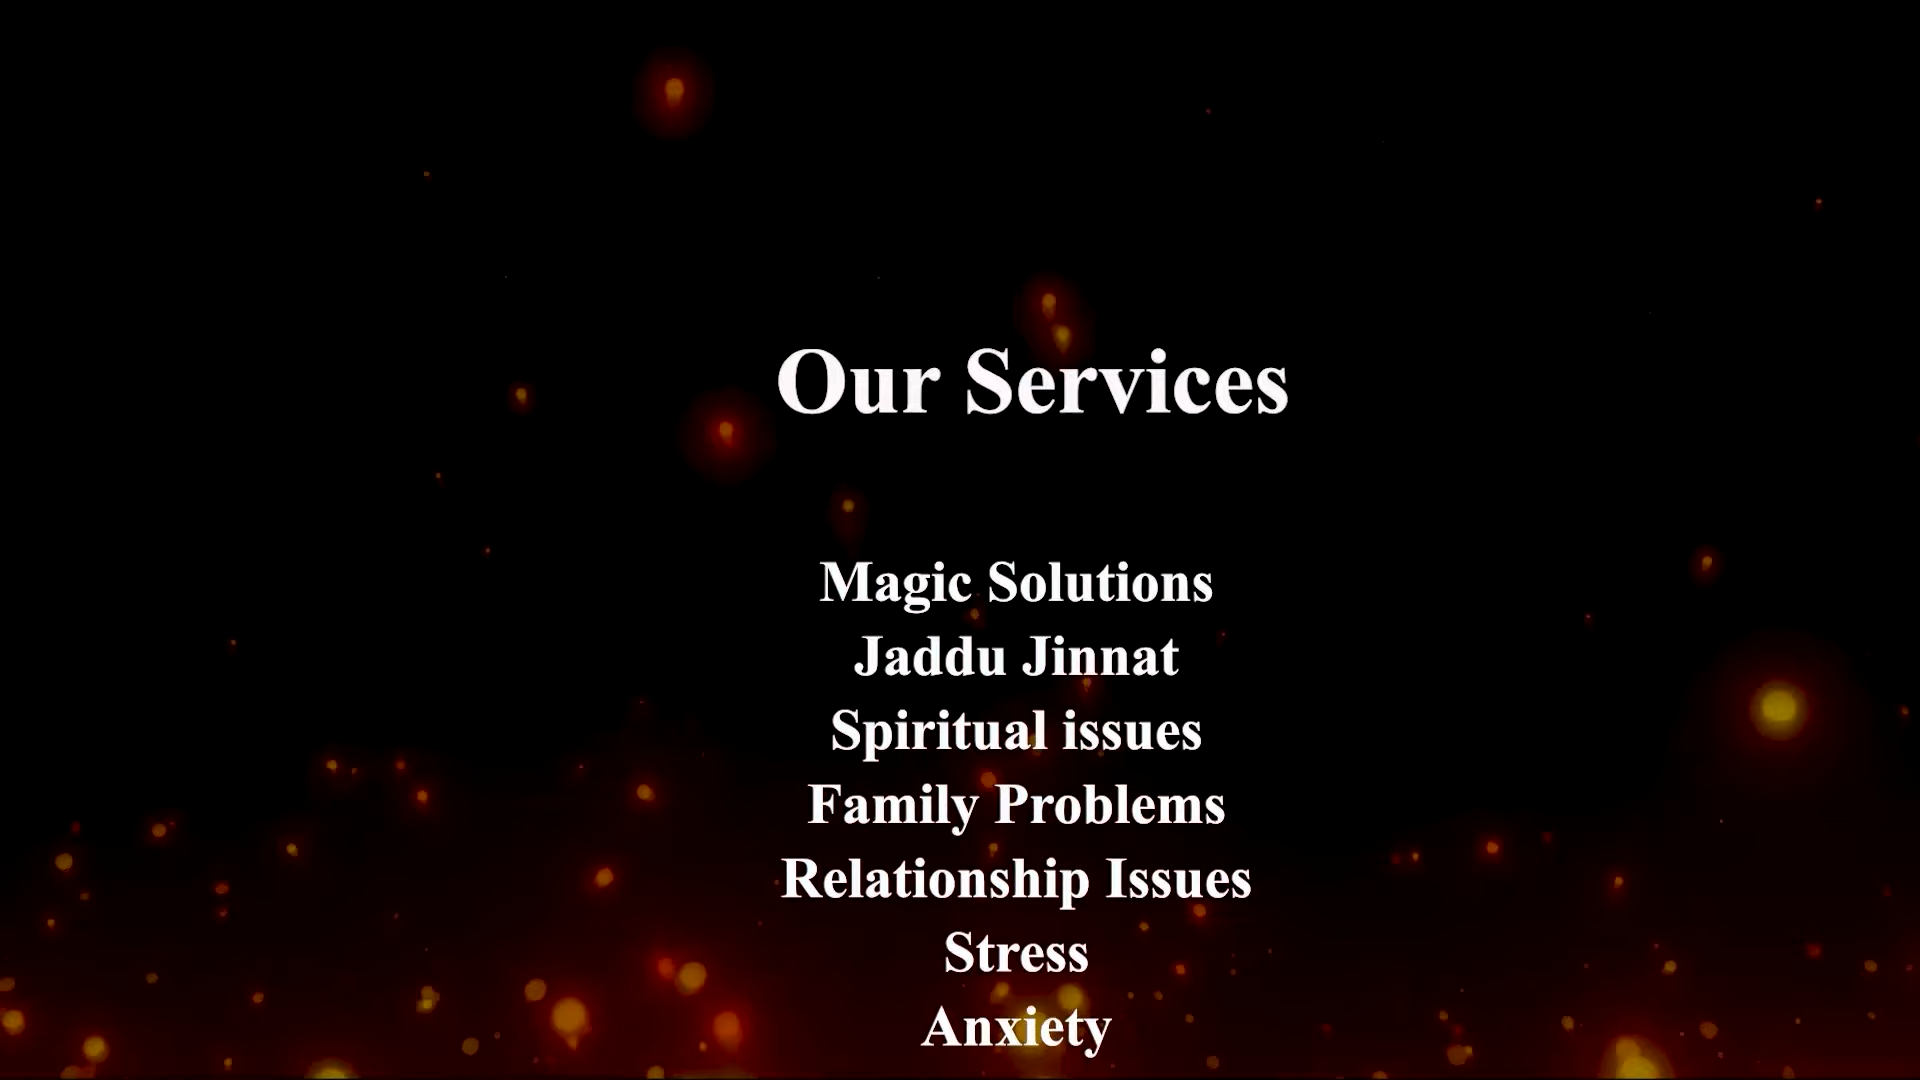 Our Services
Magic Solutions
Jaddu Jinnat
Spiritual issues
Family Problems
Relationship Issues
Stress
Anxiety